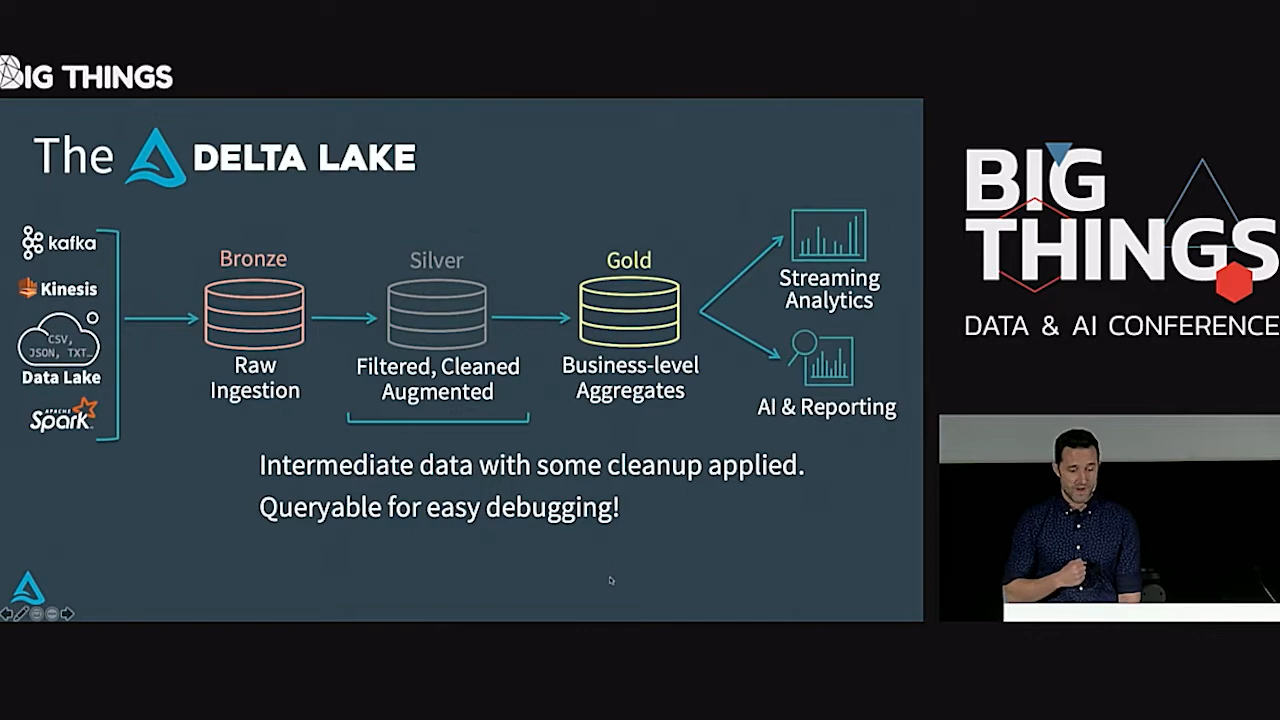 BIG THINGS
The DELTA LAKE
kafka
Kinesis
CSV,
JSON, TXT...
Data Lake
APACHE
Spark
Bronze
Raw
Ingestion
Silver
Filtered, Cleaned
Augmented
Gold
Business-level
Aggregates
Streaming
Analytics
AI & Reporting
Intermediate data with some cleanup applied.
Queryable for easy debugging!
BIG
THINGS
DATA & AI CONFERENCE